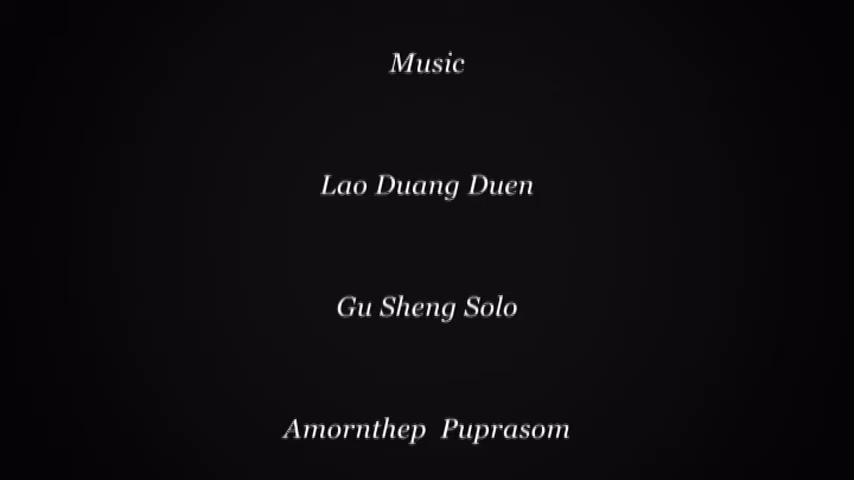 Music
Lao Duang Duen
Gu Sheng Solo
Amornthep Puprasom